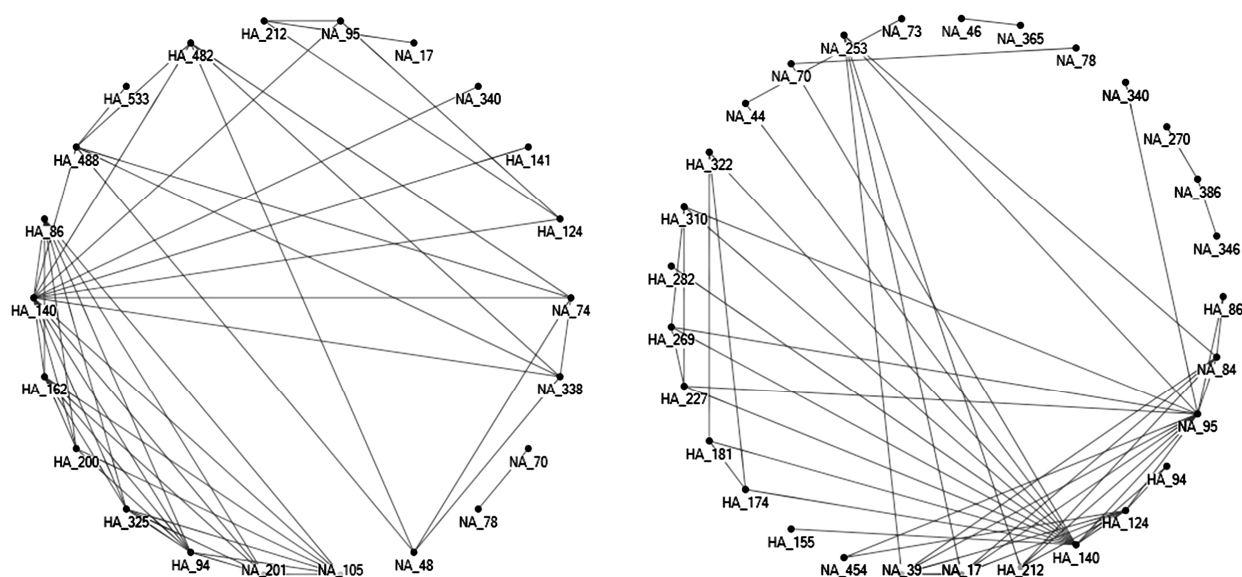 HA_212
NA_95
NA_17
HA_482
NA_340
HA_533
HA_141
HA_488
HA_124
HA_86
HA_140
NA_74
HA_162
NA_338
HA_200
NA_70
HA_325
NA_78
HA_94
NA_201
NA_105
NA_48
NA_73
NA_46
NA_365
NA_253
NA_78
NA_70
NA_340
NA_44
NA_270
HA_322
NA_386
HA_310
NA_346
HA_282
HA_86
HA_269
NA_84
HA_227
NA_95
HA_181
HA_94
HA_174
HA_124
HA_155
HA_140
NA_454
NA_39
NA_17
HA_212